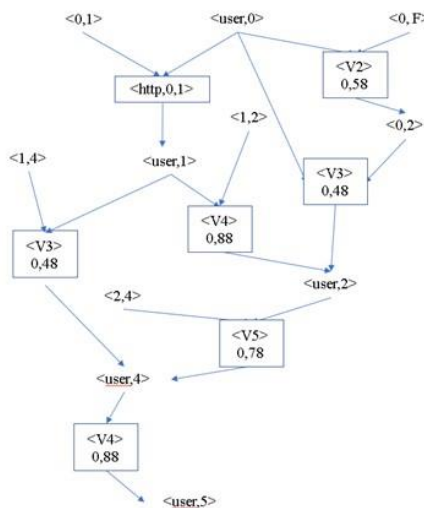 <0,1>
<user,0>
<0, F>
<V2>
0,58
<http,0,1>
<1,2>
<0,2>
<1,4>
<user,1>
<V3>
0,48
<V4>
0,88
<V3>
0,48
<user,2>
<2,4>
<V5>
0,78
<user,4>
<V4>
0,88
<user,5>